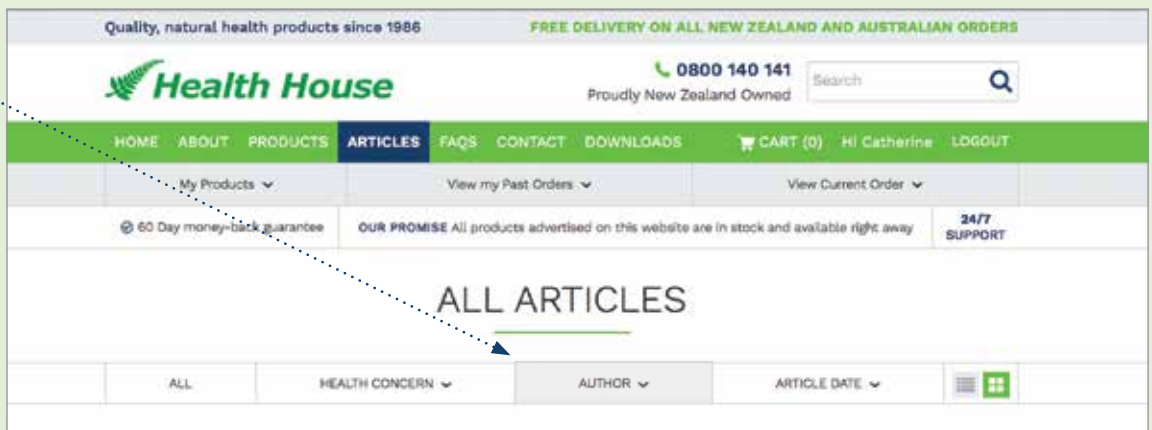 Quality, natural health products since 1986 FREE DELIVERY ON ALL NEW ZEALAND AND AUSTRALIAN ORDERS
Health House 0800 140 141 Search
Proudly New Zealand Owned
HOME ABOUT PRODUCTS ARTICLES FAQS CONTACT DOWNLOADS CART (0) Hi Catherine LOGOUT
My Products View my Past Orders View Current Order
60 Day money-back guarantee OUR PROMISE All products advertised on this website are in stock and available right away 24/7 SUPPORT
ALL ARTICLES
ALL HEALTH CONCERN AUTHOR ARTICLE DATE